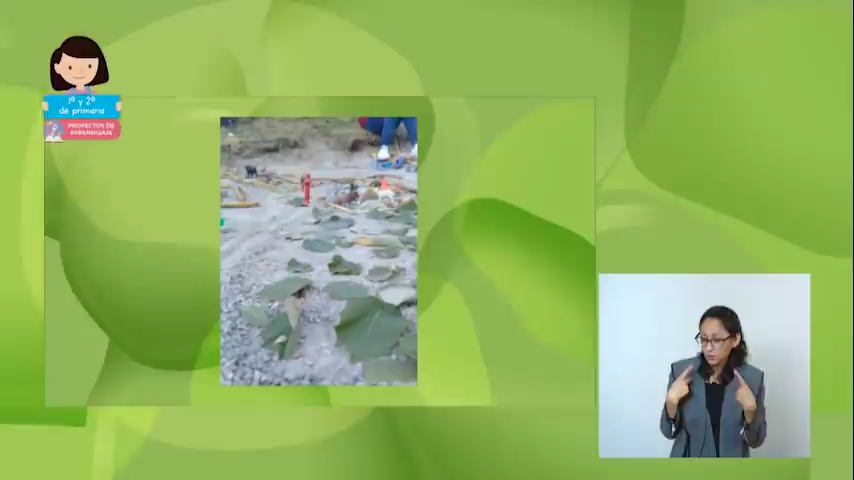 1º y 2º
de primaria
PROYECTOS DE
APRENDIZAJE